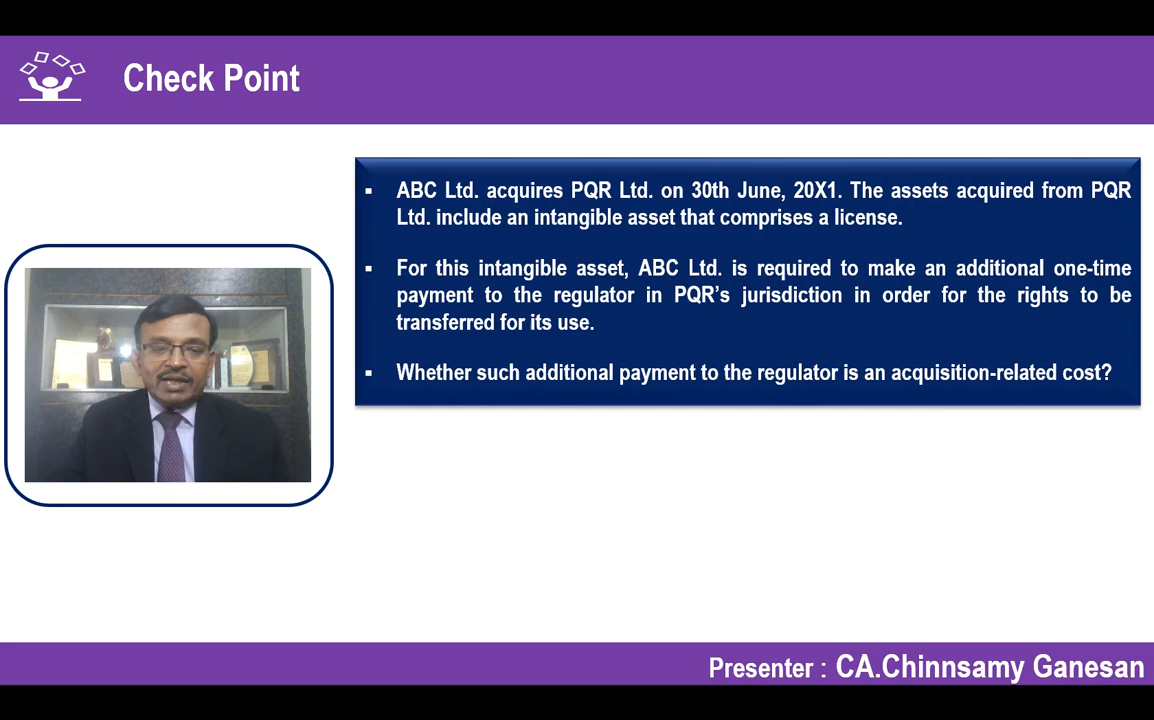 Check Point
▪ ABC Ltd. acquires PQR Ltd. on 30th June, 20X1. The assets acquired from PQR
Ltd. include an intangible asset that comprises a license.
▪ For this intangible asset, ABC Ltd. is required to make an additional one-time
payment to the regulator in PQR’s jurisdiction in order for the rights to be
transferred for its use.
▪ Whether such additional payment to the regulator is an acquisition-related cost?
Presenter : CA.Chinnsamy Ganesan